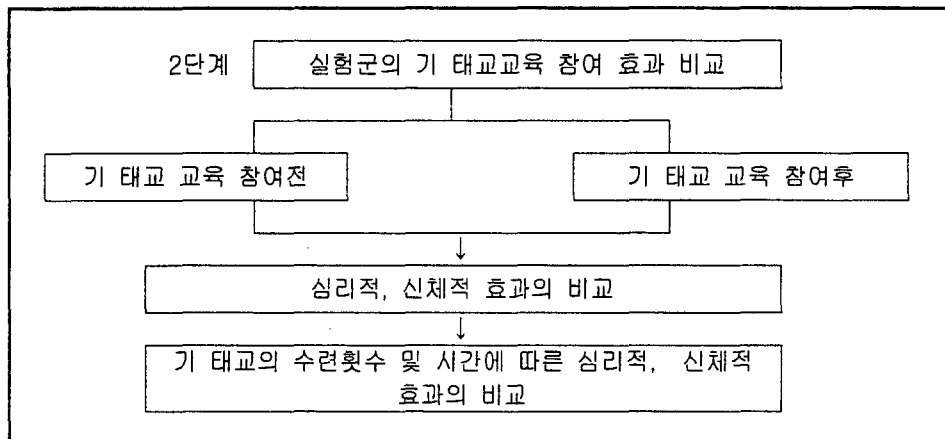 2단계 실험군의 기 태교교육 참여 효과 비교
기 태교 교육 참여전
기 태교 교육 참여후
↓
심리적, 신체적 효과의 비교
↓
기 태교의 수련횟수 및 시간에 따른 심리적, 신체적
효과의 비교